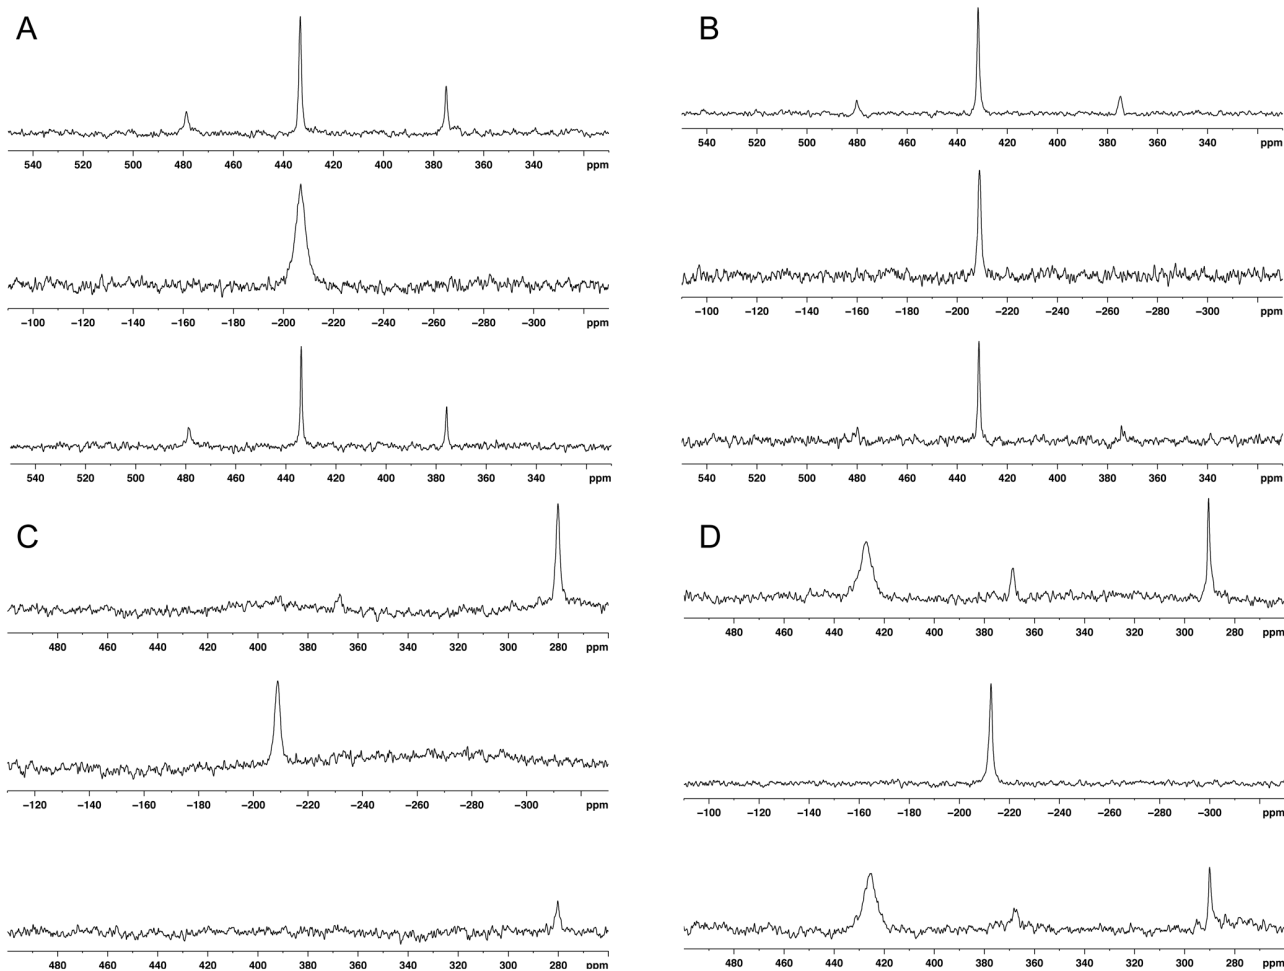 A
540 520 500 480 460 440 420 400 380 360 340 ppm
−100 −120 −140 −160 −180 −200 −220 −240 −260 −280 −300 ppm
540 520 500 480 460 440 420 400 380 360 340 ppm
B
540 520 500 480 460 440 420 400 380 360 340 ppm
−100 −120 −140 −160 −180 −200 −220 −240 −260 −280 −300 ppm
540 520 500 480 460 440 420 400 380 360 340 ppm
C
480 460 440 420 400 380 360 340 320 300 280 ppm
−120 −140 −160 −180 −200 −220 −240 −260 −280 −300 ppm
480 460 440 420 400 380 360 340 320 300 280 ppm
D
480 460 440 420 400 380 360 340 320 300 280 ppm
−100 −120 −140 −160 −180 −200 −220 −240 −260 −280 −300 ppm
480 460 440 420 400 380 360 340 320 300 280 ppm